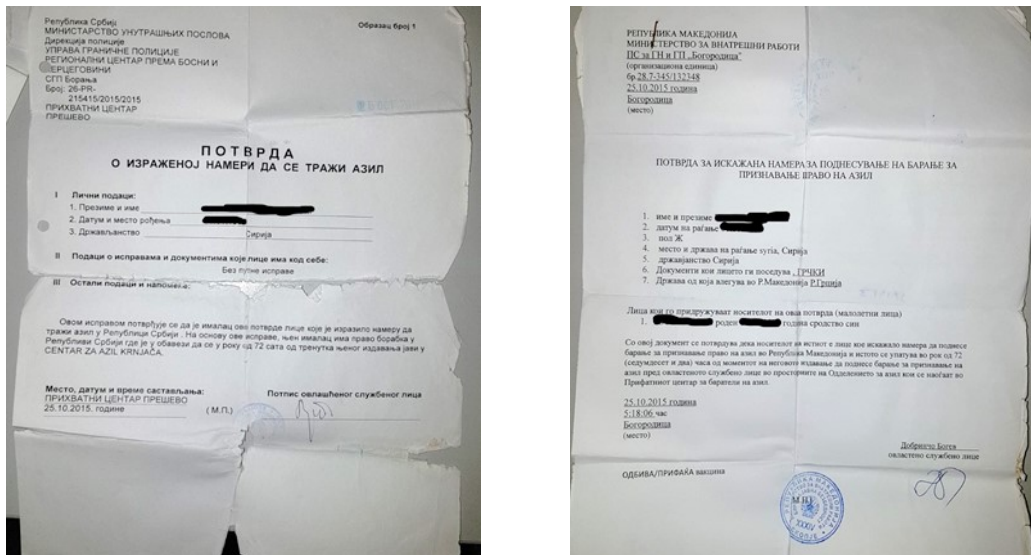 Република Србија
МИНИСТАРСТВО УНУТРАШЊИХ ПОСЛОВА
Дирекција полиције
УПРАВА ГРАНИЧНЕ ПОЛИЦИЈЕ
РЕГИОНАЛНИ ЦЕНТАР ПРЕМА БОСНИ И
ХЕРЦЕГОВИНИ
СГП Борања
Број: 26-PR-
215415/2015/2015
ПРИХВАТНИ ЦЕНТАР
ПРЕШЕВО
Образац број 1
ПОТВРДА
О ИЗРАЖЕНОЈ НАМЕРИ ДА СЕ ТРАЖИ АЗИЛ
I Лични подаци:
1. Презиме и име
2. Датум и место рођења
3. Држављанство Сирија
II Подаци о исправама и документима које лице има код себе:
Без путне исправе
III Остали подаци и напомена:
Овом исправом потврђује се да је ималац ове потврде лице које је изразило намеру да
тражи азил у Републици Србији . На основу ове исправе, њен ималац има право боравка у
Републици Србији где је у обавези да се у року од 72 сата од тренутка њеног издавања јави у
CENTAR ZA AZIL KRNJAČA.
Место, датум и време састављања:
ПРИХВАТНИ ЦЕНТАР ПРЕШЕВО
25.10.2015. године
( М.П.)
Потпис овлашћеног службеног лица
РЕПУБЛИКА МАКЕДОНИЈА
МИНИСТЕРСТВО ЗА ВНАТРЕШНИ РАБОТИ
ПС за ГН и ГП „Богородица"
(организациона единица)
бр.28.7-345/132348
25.10.2015 година
Богородица
(место)
ПОТВРДА ЗА ИСКАЖАНА НАМЕРА ЗА ПОДНЕСУВАЊЕ НА БАРАЊЕ ЗА
ПРИЗНАВАЊЕ ПРАВО НА АЗИЛ
1. име и презиме
2. датум на раѓање
3. пол Ж
4. место и држава на раѓање syria, Сирија
5. државјанство Сирија
6. Документи кои лицето ги поседува , ГРЧКИ
7. Држава од која влегува во Р.Македонија Р.Грција
Лица кои го придружуваат носителот на оваа потврда (малолетни лица)
1. роден година сродство син
Со овој документ се потврдува дека носителот на истиот е лице кое искажало намера да поднесе
барање за признавање право на азил во Република Македонија и истото се упатува во рок од 72
(седумдесет и два) часа од моментот на неговото издавање да поднесе барање за признавање на
азил пред овластеното службено лице во просториите на Одделението за азил кои се наоѓаат во
Прифатниот центар за баратели на азил.
25.10.2015 година
5:18:06 час
Богородица
(место)
Добринчо Богев
овластено службено лице
ОДБИВА/ПРИФАЌА вакцина
М.П.